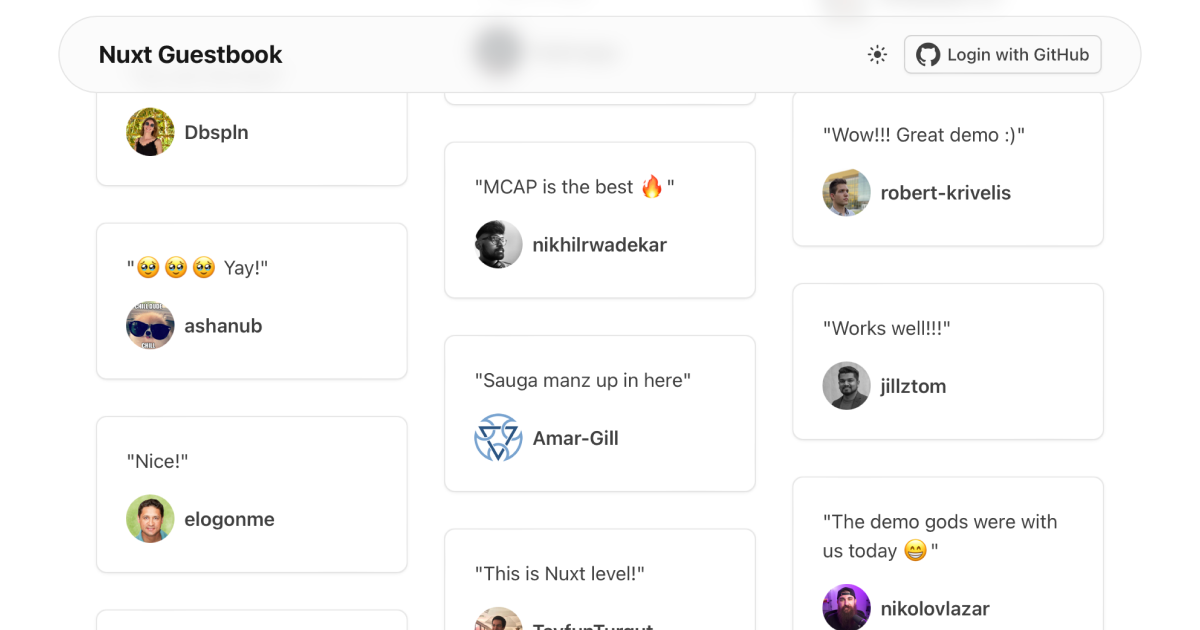 Nuxt Guestbook
Login with GitHub
Dbspln
"🥹🥹🥹 Yay!"
ashanub
"Nice!"
elogonme
"MCAP is the best 🔥"
nikhilrwadekar
"Sauga manz up in here"
Amar-Gill
"This is Nuxt level!"
"Wow!!! Great demo :)"
robert-krivelis
"Works well!!!"
jillztom
"The demo gods were with
us today 😁"
nikolovlazar